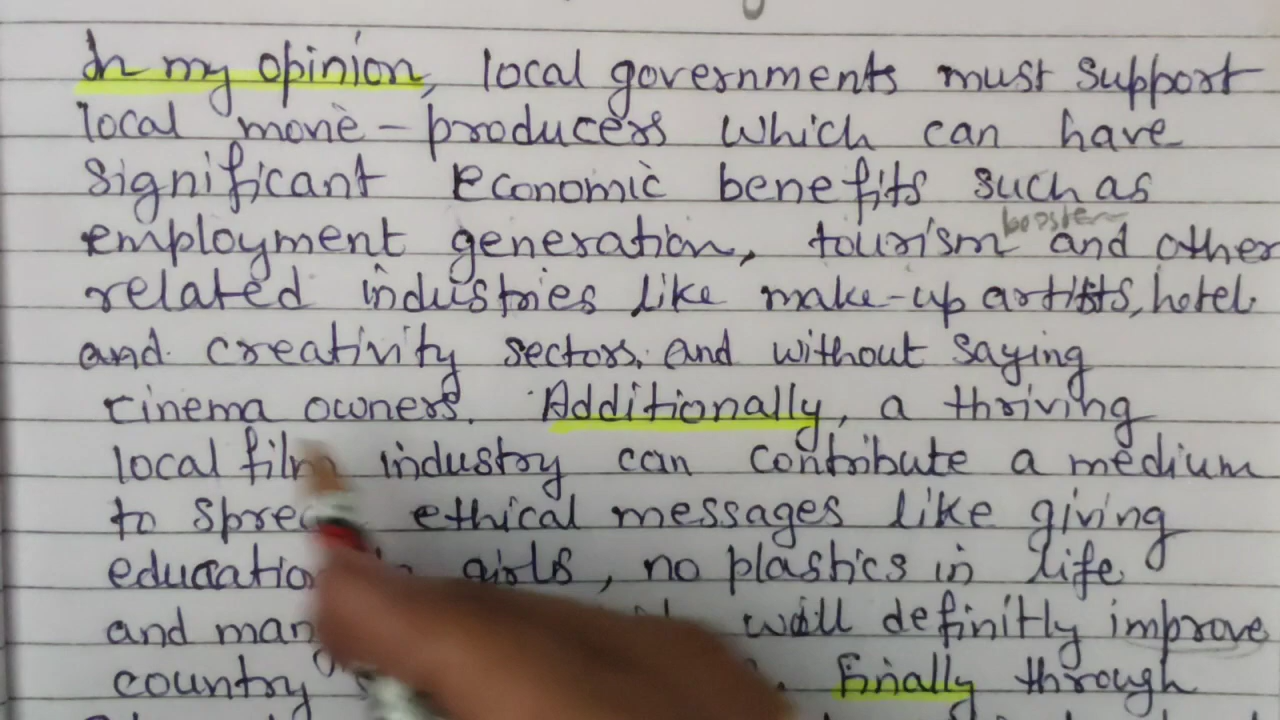 In my opinion, local governments must support
local movie-producers which can have
significant economic benefits such as
employment generation, tourism booster and other
related industries like make-up artists, hotel
and creativity sectors. and without saying
cinema owners. Additionally, a thriving
local film industry can contribute a medium
to ethical messages like giving
girls, no plastics in life
and will definitly improve
country Finally through